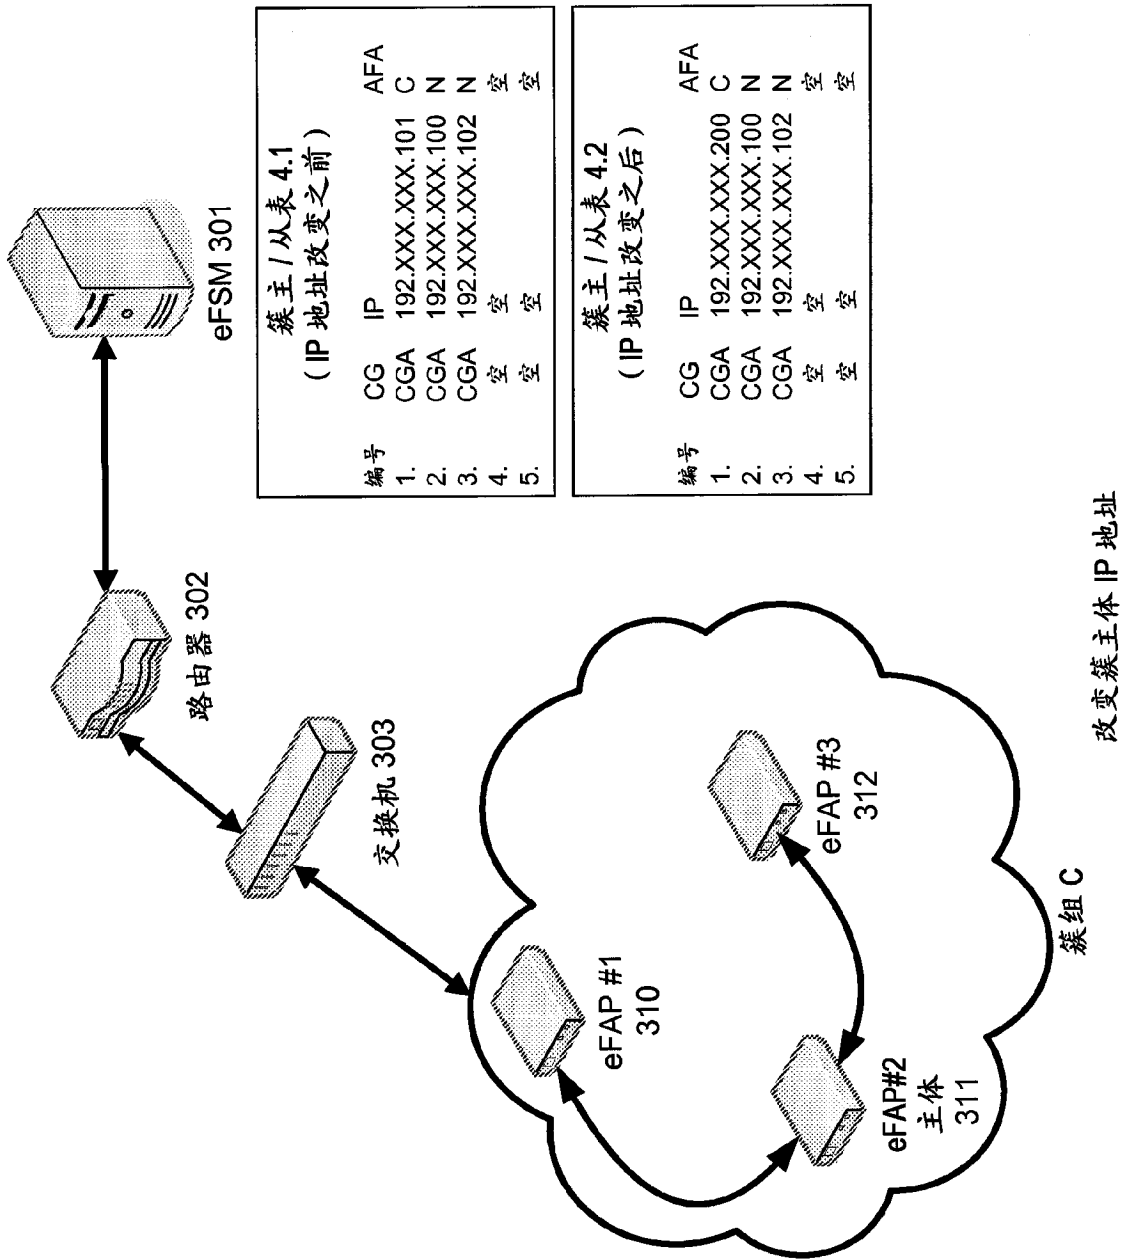 eFSM 301
路由器 302
交换机 303
簇主 / 从表 4.1
( IP 地址改变之前 )
编号 CG IP AFA
1. CGA 192.XXX.XXX.101 C
2. CGA 192.XXX.XXX.100 N
3. CGA 192.XXX.XXX.102 N
4. 空 空 空
5. 空 空 空
簇主 / 从表 4.2
( IP 地址改变之后 )
编号 CG IP AFA
1. CGA 192.XXX.XXX.200 C
2. CGA 192.XXX.XXX.100 N
3. CGA 192.XXX.XXX.102 N
4. 空 空 空
5. 空 空 空
eFAP #1
310
eFAP #3
312
eFAP#2
主体
311
簇组 C
改变簇主体 IP 地址